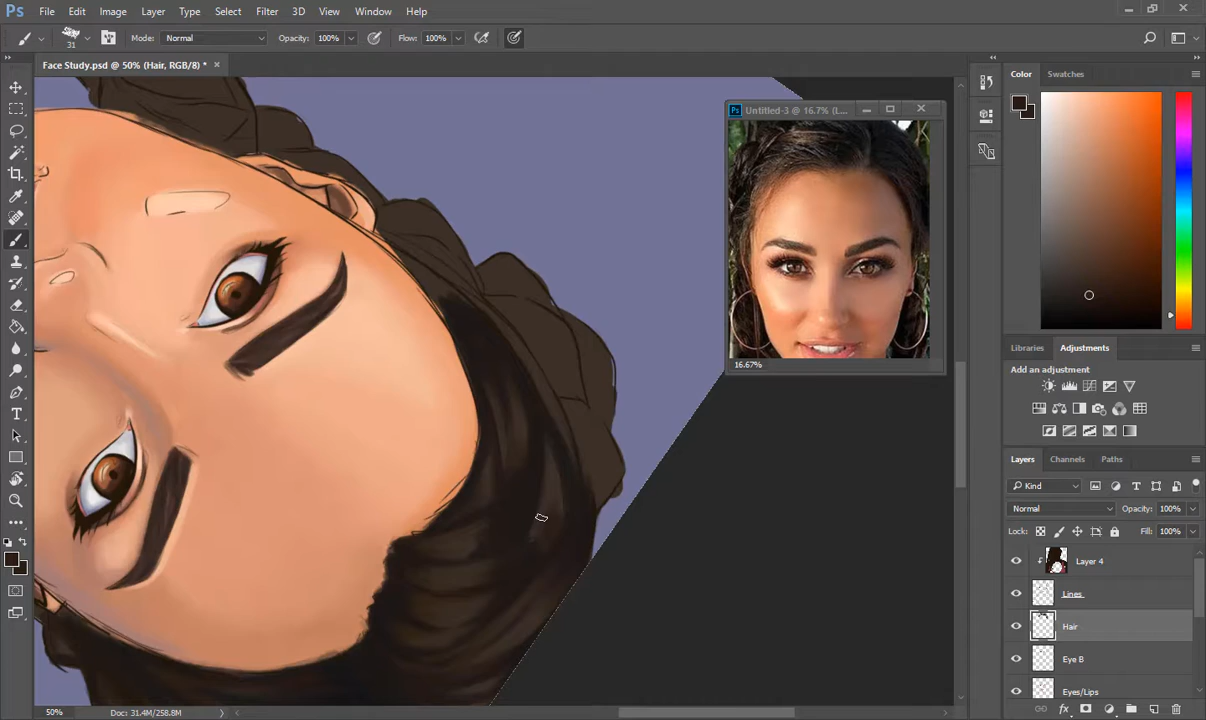 Ps File Edit Image Layer Type Select Filter 3D View Window Help
31 Mode: Normal Opacity: 100% Flow: 100%
Face Study.psd @ 50% (Hair, RGB/8) * ×
Color Swatches
Ps Untitled-3 @ 16.7% (L...
16.67%
Libraries Adjustments
Add an adjustment
Layers Channels Paths
Kind
Normal Opacity: 100%
Lock: Fill: 100%
Layer 4
Lines
Hair
Eye B
Eyes/Lips
fx
50% Doc: 31.4M/258.8M